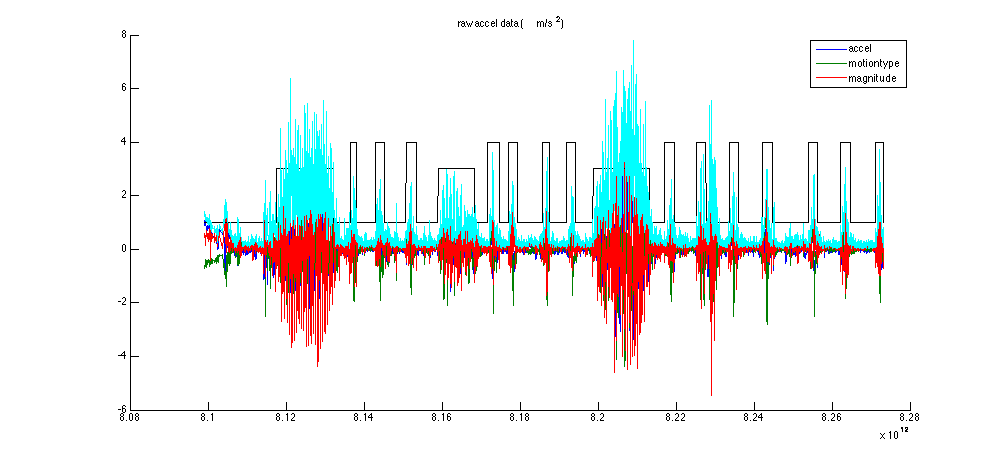 raw accel data( m/s 2)
accel
motiontype
magnitude
8
6
4
2
0
-2
-4
-6
8.08 8.1 8.12 8.14 8.16 8.18 8.2 8.22 8.24 8.26 8.28
x 10 12